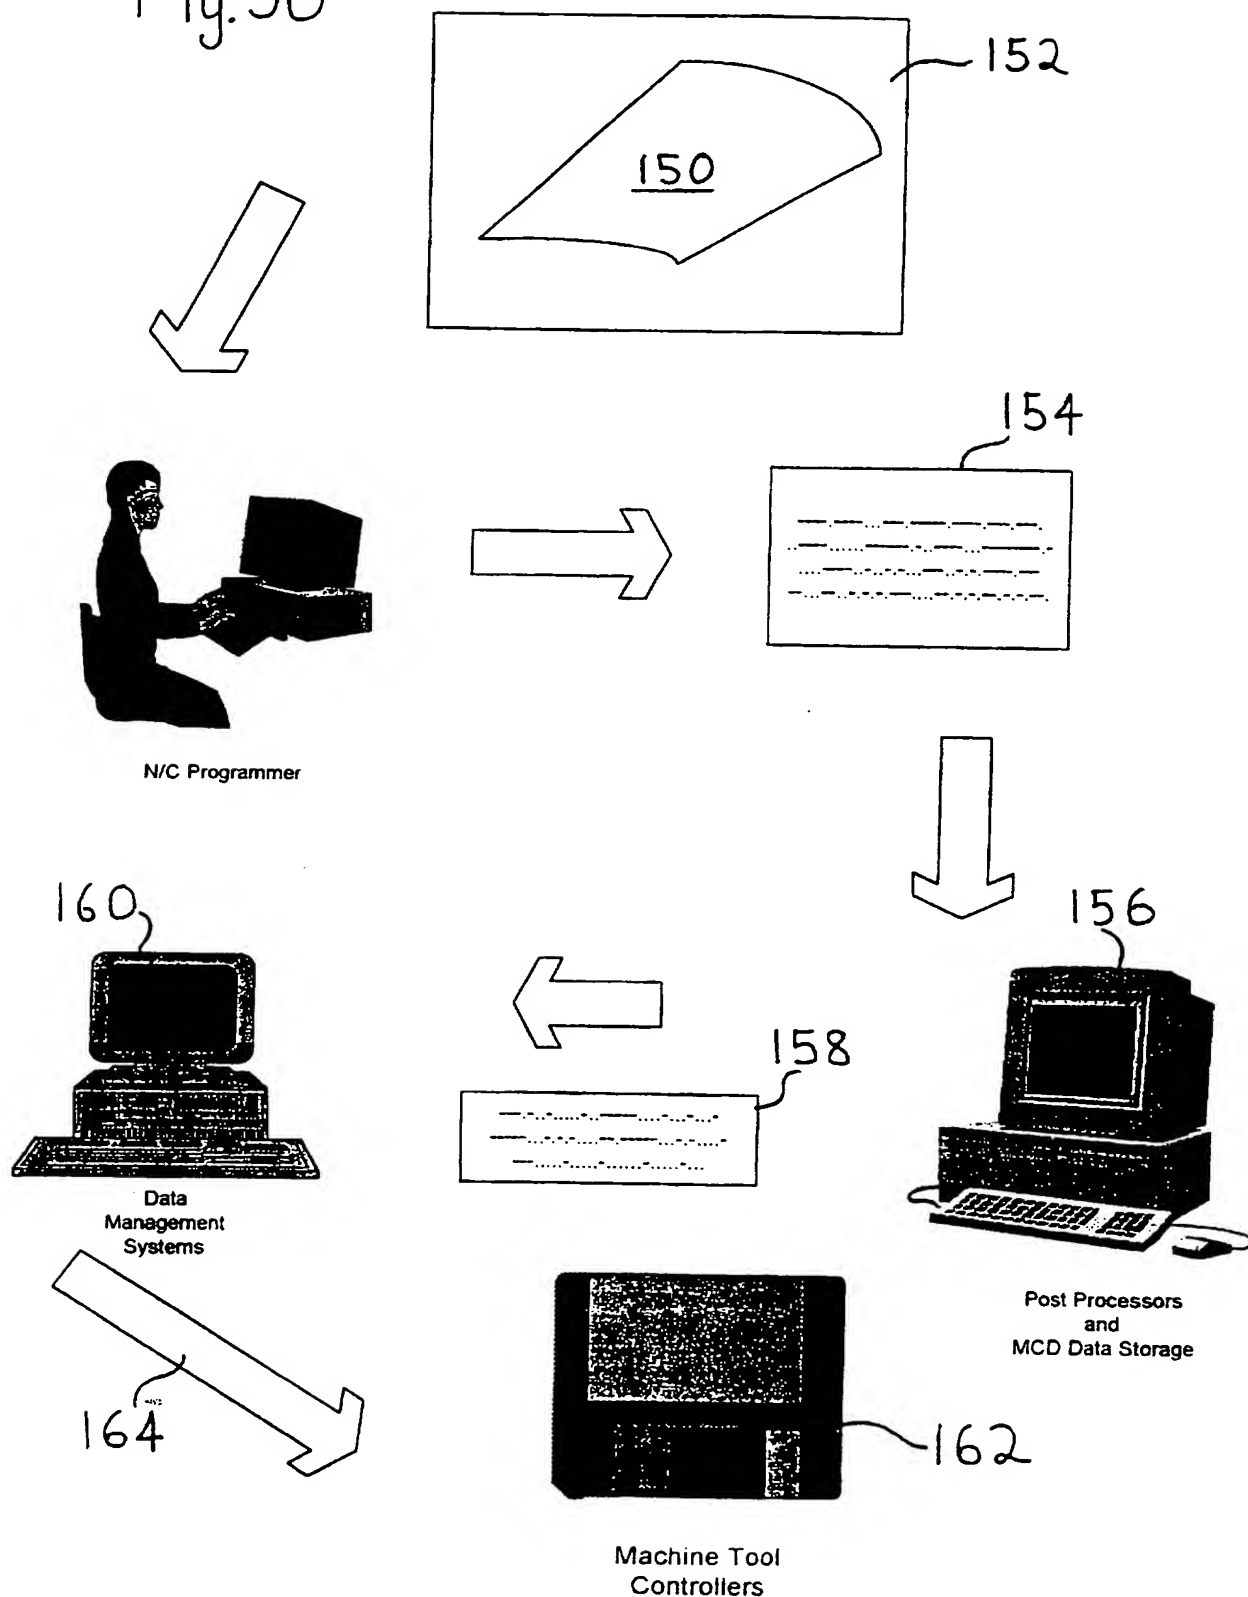 152
150
154
N/C Programmer
160
156
158
Data
Management
Systems
Post Processors
and
MCD Data Storage
164
162
Machine Tool
Controllers